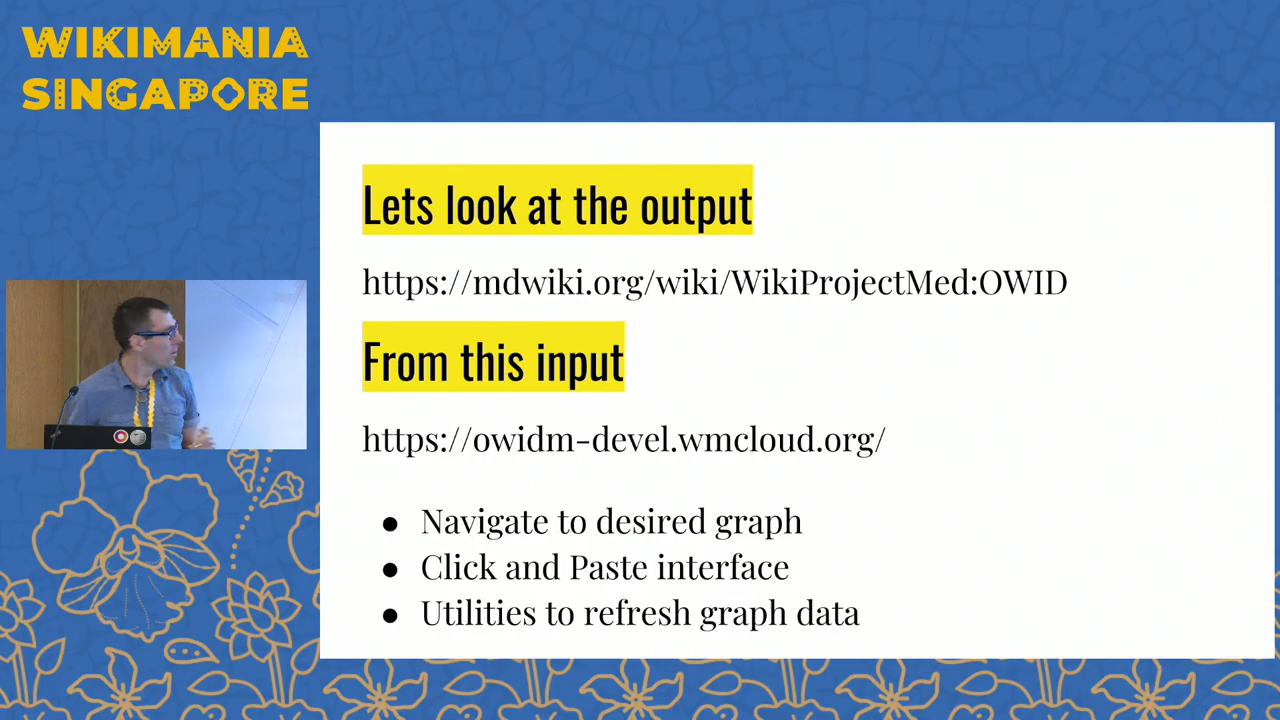 WIKIMANIA
SINGAPORE
Lets look at the output
https://mdwiki.org/wiki/WikiProjectMed:OWID
From this input
https://owidm-devel.wmcloud.org/
● Navigate to desired graph
● Click and Paste interface
● Utilities to refresh graph data